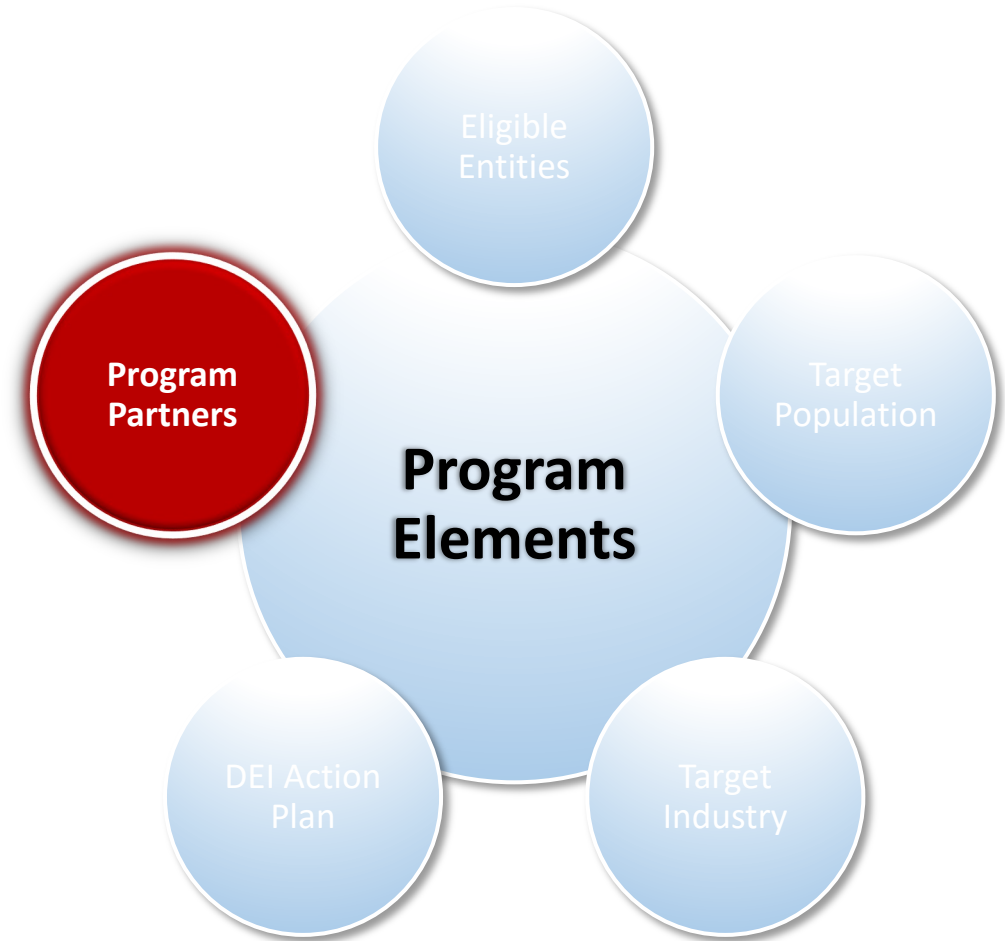 Eligible
Entities
Program
Partners
Target
Population
Program
Elements
DEI Action
Plan
Target
Industry